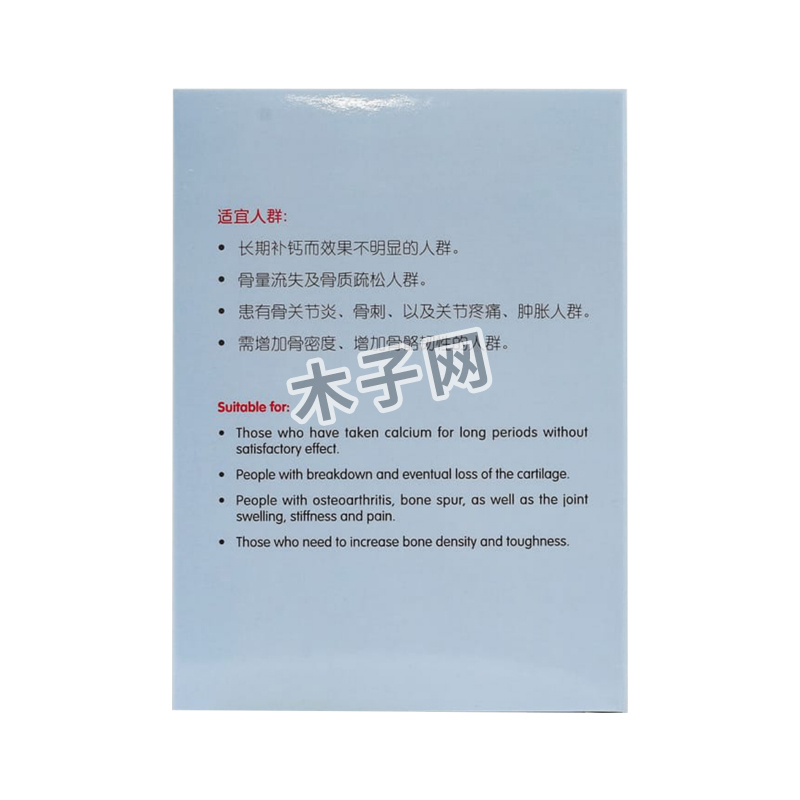 适宜人群:
• 长期补钙而效果不明显的人群。
• 骨量流失及骨质疏松人群。
• 患有骨关节炎、骨刺、以及关节疼痛、肿胀人群。
• 需增加骨密度、增加骨骼韧性的人群。
木子网
Suitable for:
• Those who have taken calcium for long periods without
satisfactory effect.
• People with breakdown and eventual loss of the cartilage.
• People with osteoarthritis, bone spur, as well as the joint
swelling, stiffness and pain.
• Those who need to increase bone density and toughness.